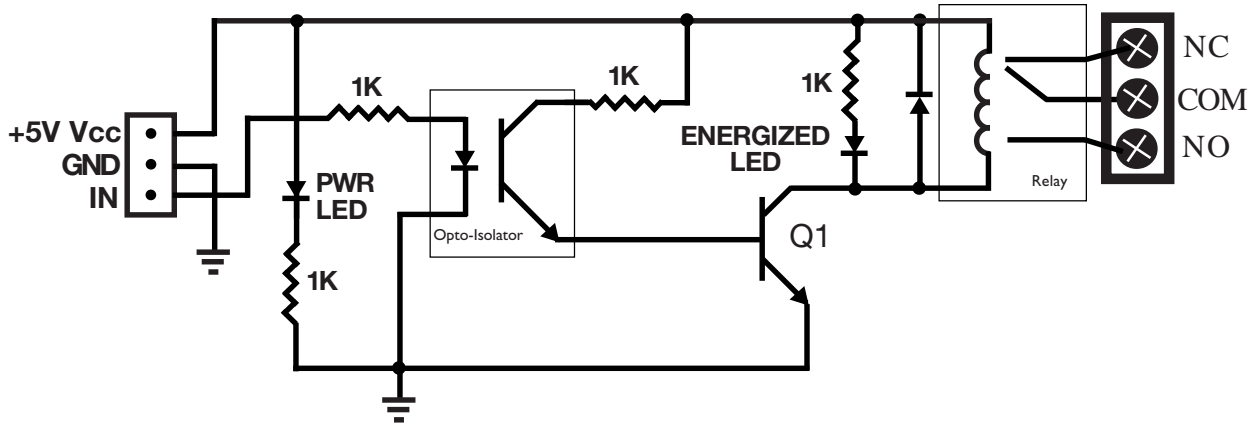 +5V Vcc
GND
IN
PWR
LED
1K
1K
Opto-Isolator
1K
1K
ENERGIZED
LED
Q1
Relay
NC
COM
NO